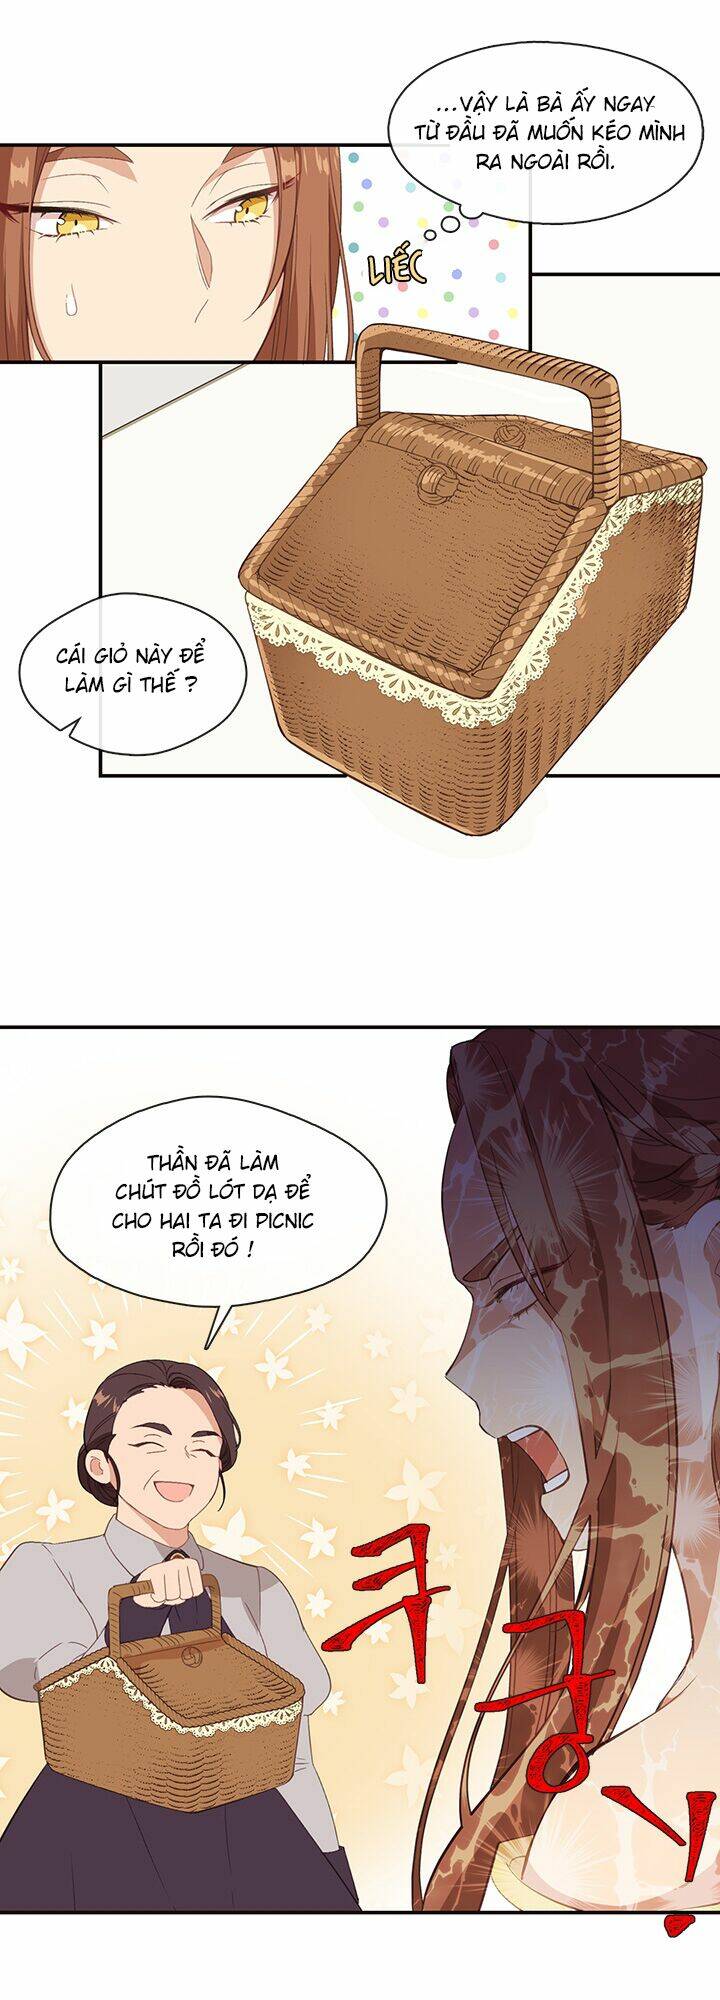 ...VẬY LÀ BÀ ẤY NGAY
TỪ ĐẦU ĐÃ MUỐN KÉO MÌNH
RA NGOÀI RỒI.
LIẾC
CÁI GIỎ NÀY ĐỂ
LÀM GÌ THẾ ?
THẦN ĐÃ LÀM
CHÚT ĐỒ LÓT DẠ ĐỂ
CHO HAI TA ĐI PICNIC
RỒI ĐÓ !
쿠궁!